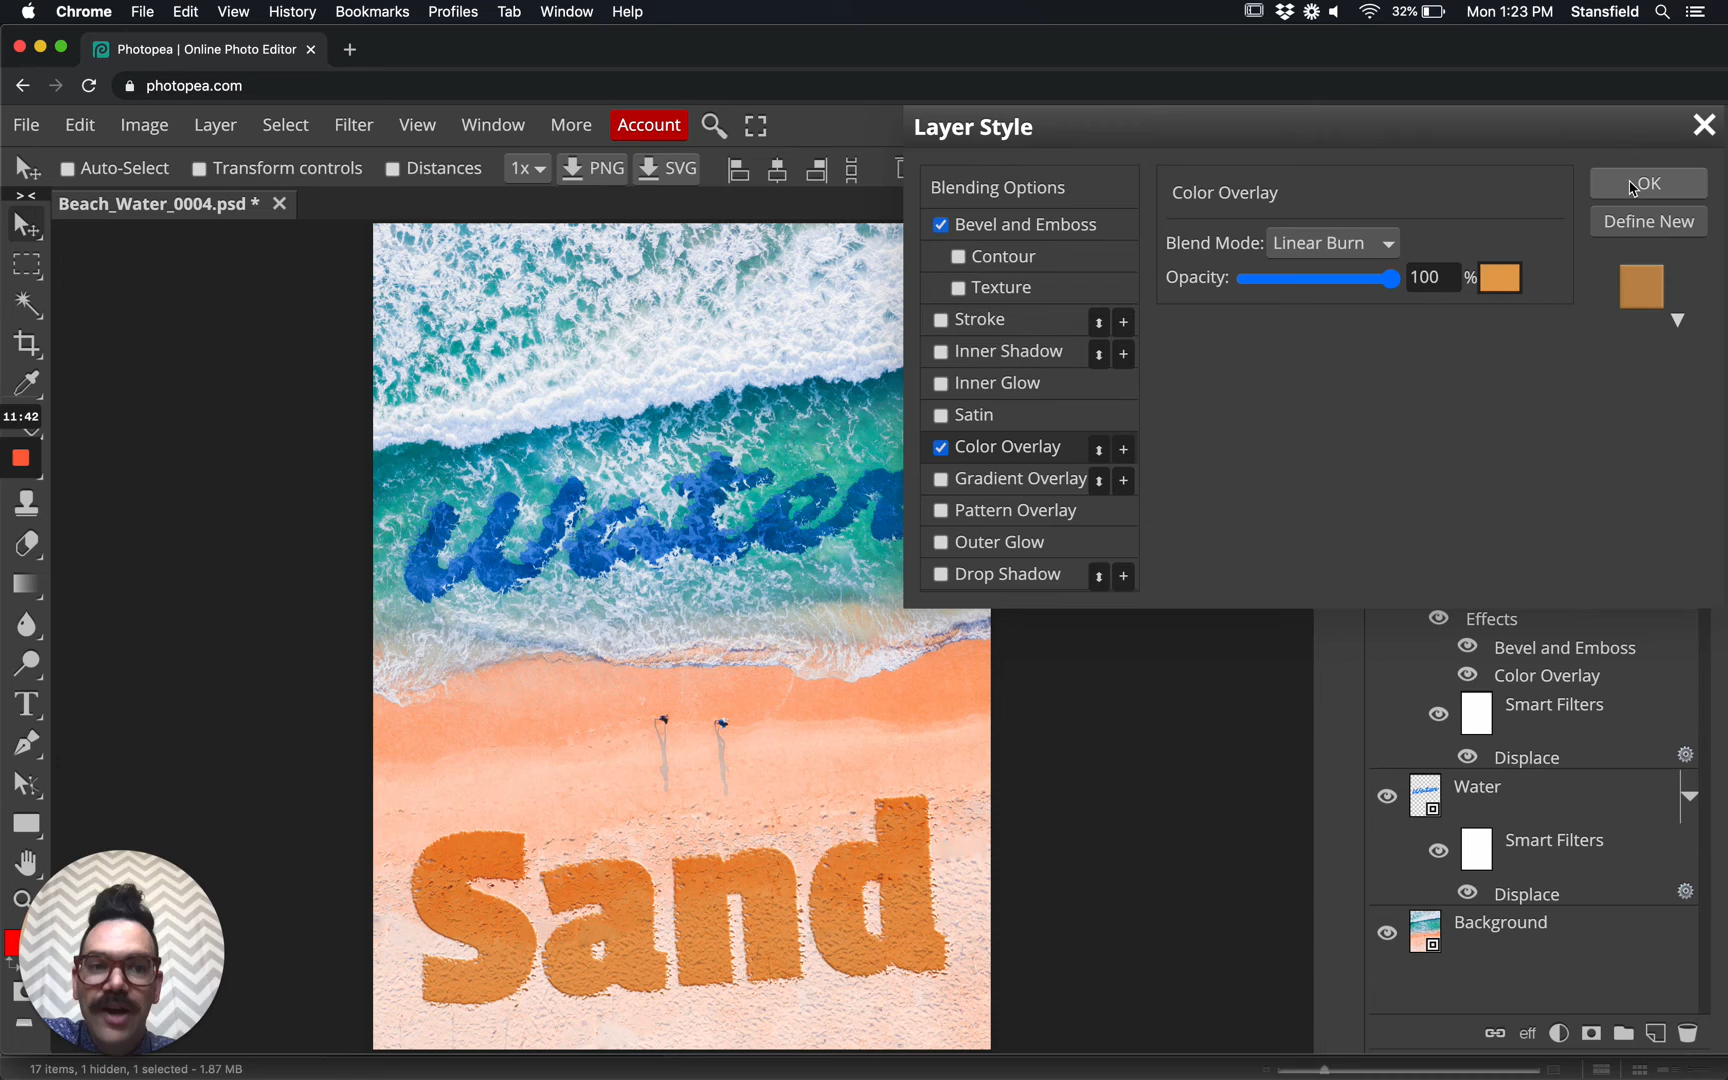 Chrome File Edit View History Bookmarks Profiles Tab Window Help 32% Mon 1:23 PM Stansfield
Photopea | Online Photo Editor
photopea.com
File Edit Image Layer Select Filter View Window More Account
Layer Style
Auto-Select Transform controls Distances 1x PNG SVG
Beach_Water_0004.psd *
Blending Options
Bevel and Emboss
Contour
Texture
Stroke
Inner Shadow
Inner Glow
Satin
Color Overlay
Gradient Overlay
Pattern Overlay
Outer Glow
Drop Shadow
Color Overlay
Blend Mode: Linear Burn
Opacity: 100 %
OK
Define New
11:42
Water
Sand
Effects
Bevel and Emboss
Color Overlay
Smart Filters
Displace
Water
Smart Filters
Displace
Background
eff
17 items, 1 hidden, 1 selected - 1.87 MB